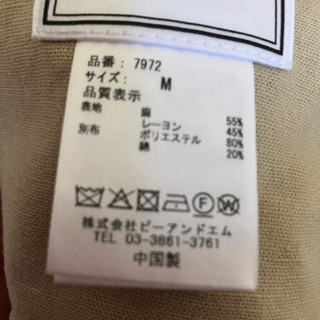 品番: 7972
サイズ: M
品質表示
表地 麻 55%
レーヨン 45%
別布 ポリエステル 80%
綿 20%
株式会社ビーアンドエム
TEL 03-3861-3761
中国製